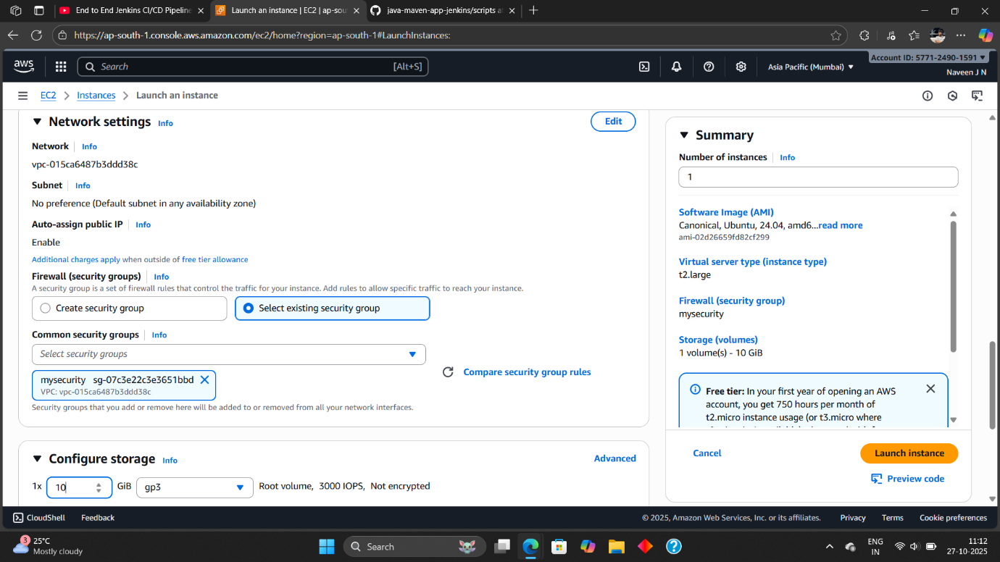 End to End Jenkins CI/CD Pipeline
Launch an instance | EC2 | ap-sou
java-maven-app-jenkins/scripts at
https://ap-south-1.console.aws.amazon.com/ec2/home?region=ap-south-1#LaunchInstances:
aws
Search
[Alt+S]
Asia Pacific (Mumbai)
Account ID: 5771-2490-1591
Naveen J N
EC2
Instances
Launch an instance
Network settings Info
Edit
Network Info
vpc-015ca6487b3ddd38c
Subnet Info
No preference (Default subnet in any availability zone)
Auto-assign public IP Info
Enable
Additional charges apply when outside of free tier allowance
Firewall (security groups) Info
A security group is a set of firewall rules that control the traffic for your instance. Add rules to allow specific traffic to reach your instance.
Create security group
Select existing security group
Common security groups Info
Select security groups
mysecurity sg-07c3e22c3e3651bbd
VPC: vpc-015ca6487b3ddd38c
Compare security group rules
Security groups that you add or remove here will be added to or removed from all your network interfaces.
Configure storage Info
Advanced
1x 10 GiB gp3 Root volume, 3000 IOPS, Not encrypted
Summary
Number of instances Info
1
Software Image (AMI)
Canonical, Ubuntu, 24.04, amd6...read more
ami-02d26659fd82cf299
Virtual server type (instance type)
t2.large
Firewall (security group)
mysecurity
Storage (volumes)
1 volume(s) - 10 GiB
Free tier: In your first year of opening an AWS
account, you get 750 hours per month of
t2.micro instance usage (or t3.micro where
Cancel
Launch instance
Preview code
CloudShell
Feedback
© 2025, Amazon Web Services, Inc. or its affiliates.
Privacy
Terms
Cookie preferences
3
25°C
Mostly cloudy
Search
ENG
IN
11:12
27-10-2025